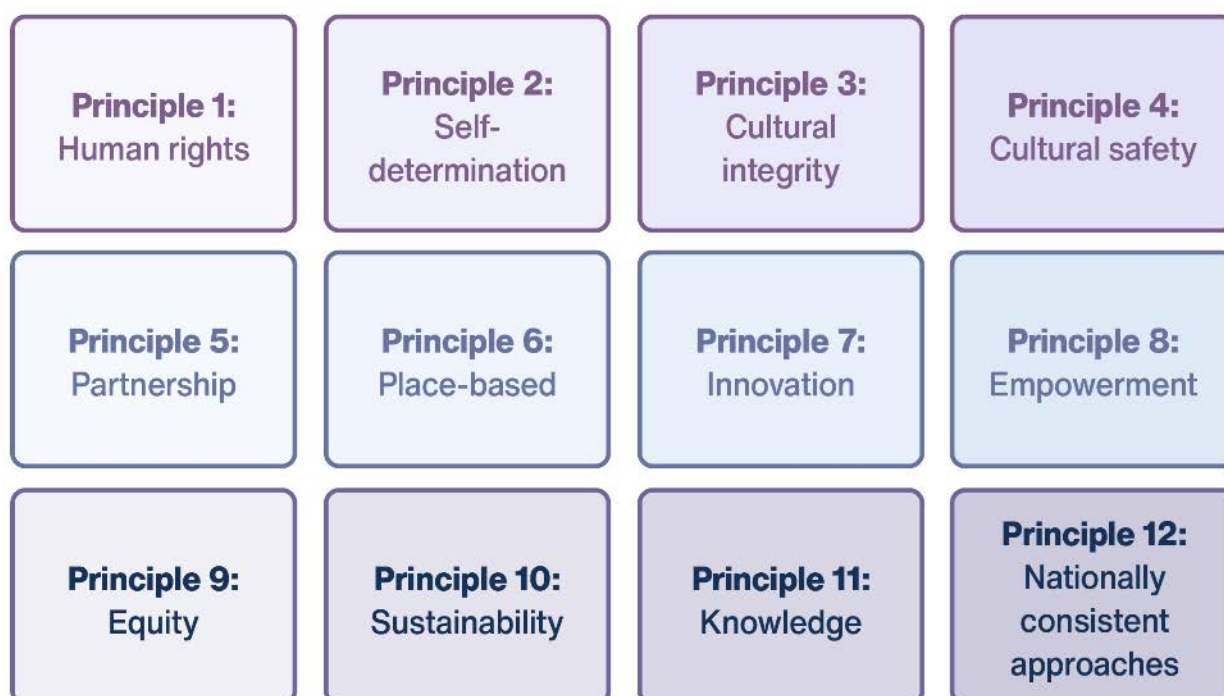 Principle 1:
Human rights
Principle 2:
Self-
determination
Principle 3:
Cultural
integrity
Principle 4:
Cultural safety
Principle 5:
Partnership
Principle 6:
Place-based
Principle 7:
Innovation
Principle 8:
Empowerment
Principle 9:
Equity
Principle 10:
Sustainability
Principle 11:
Knowledge
Principle 12:
Nationally
consistent
approaches